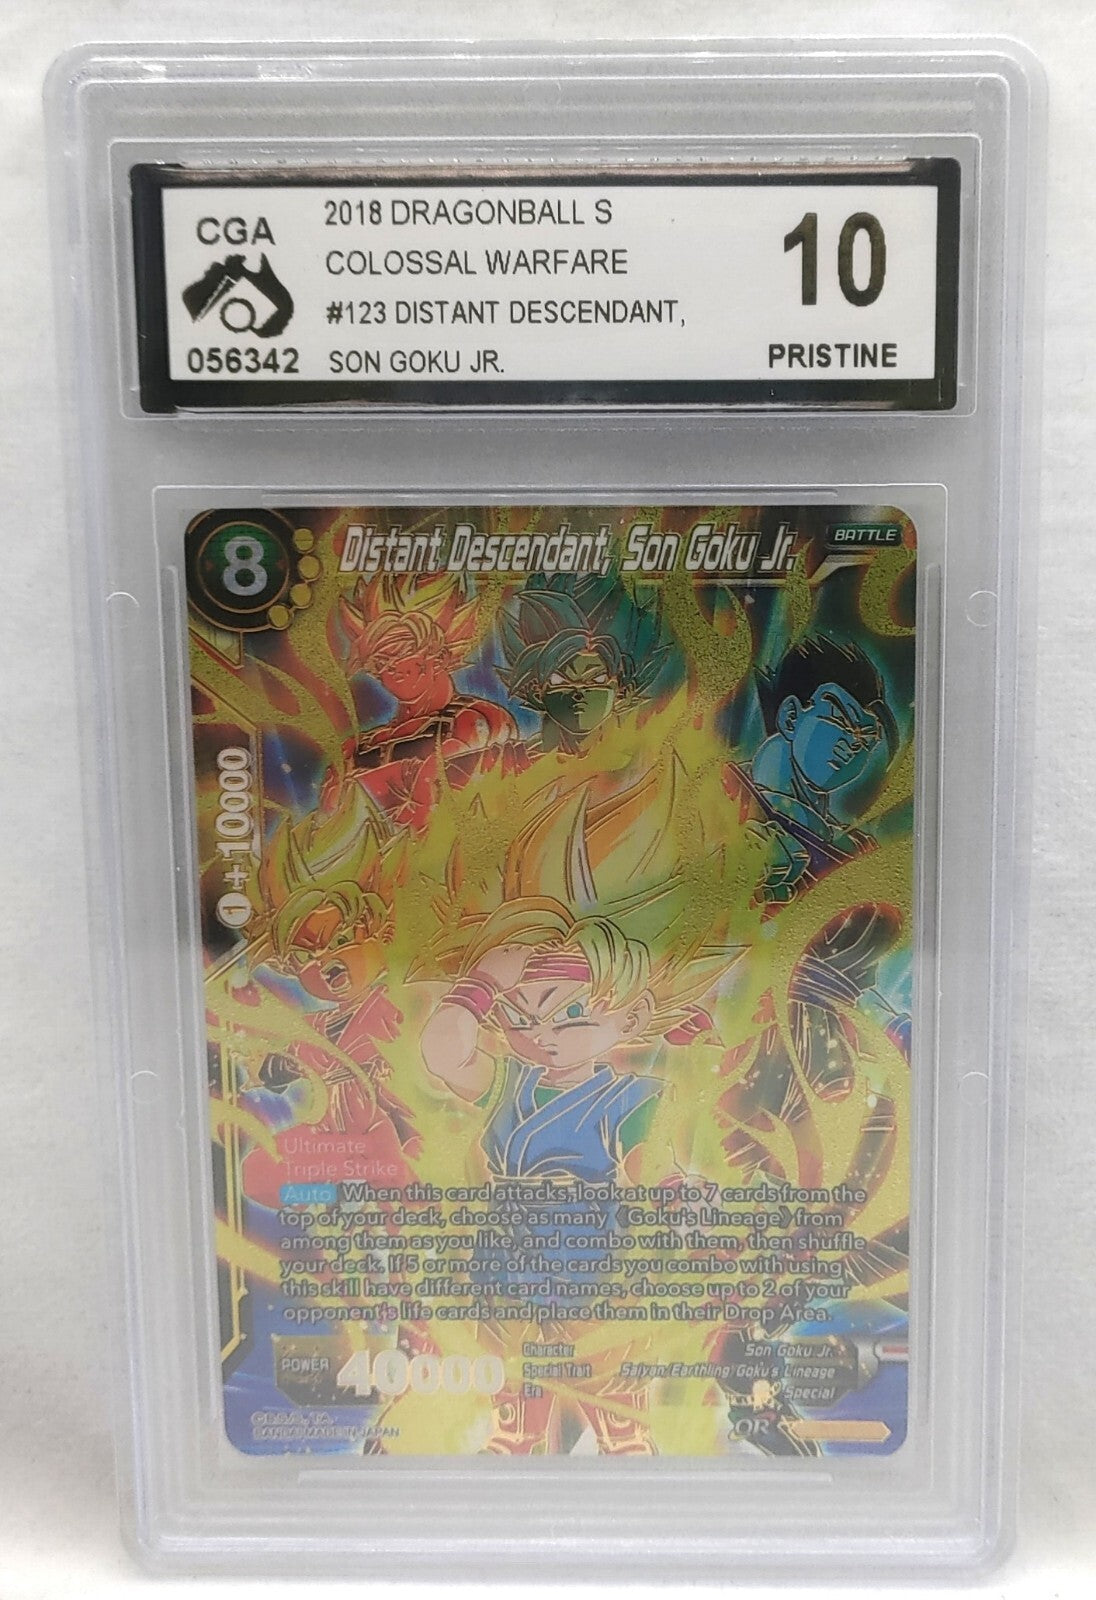 CGA
056342
2018 DRAGONBALL S
COLOSSAL WARFARE
#123 DISTANT DESCENDANT,
SON GOKU JR.
10
PRISTINE
8
Distant Descendant, Son Goku Jr.
BATTLE
1 +10000
Ultimate
Triple Strike
Auto When this card attacks, look at up to 7 cards from the
top of your deck, choose as many 《Goku's Lineage》 from
among them as you like, and combo with them, then shuffle
your deck. If 5 or more of the cards you combo with using
this skill have different card names, choose up to 2 of your
opponent's life cards and place them in their Drop Area.
POWER 40000
Character Son Goku Jr.
Special Trait Saiyan/Earthling/Goku's Lineage
Era Special
BANDAI MADE IN JAPAN